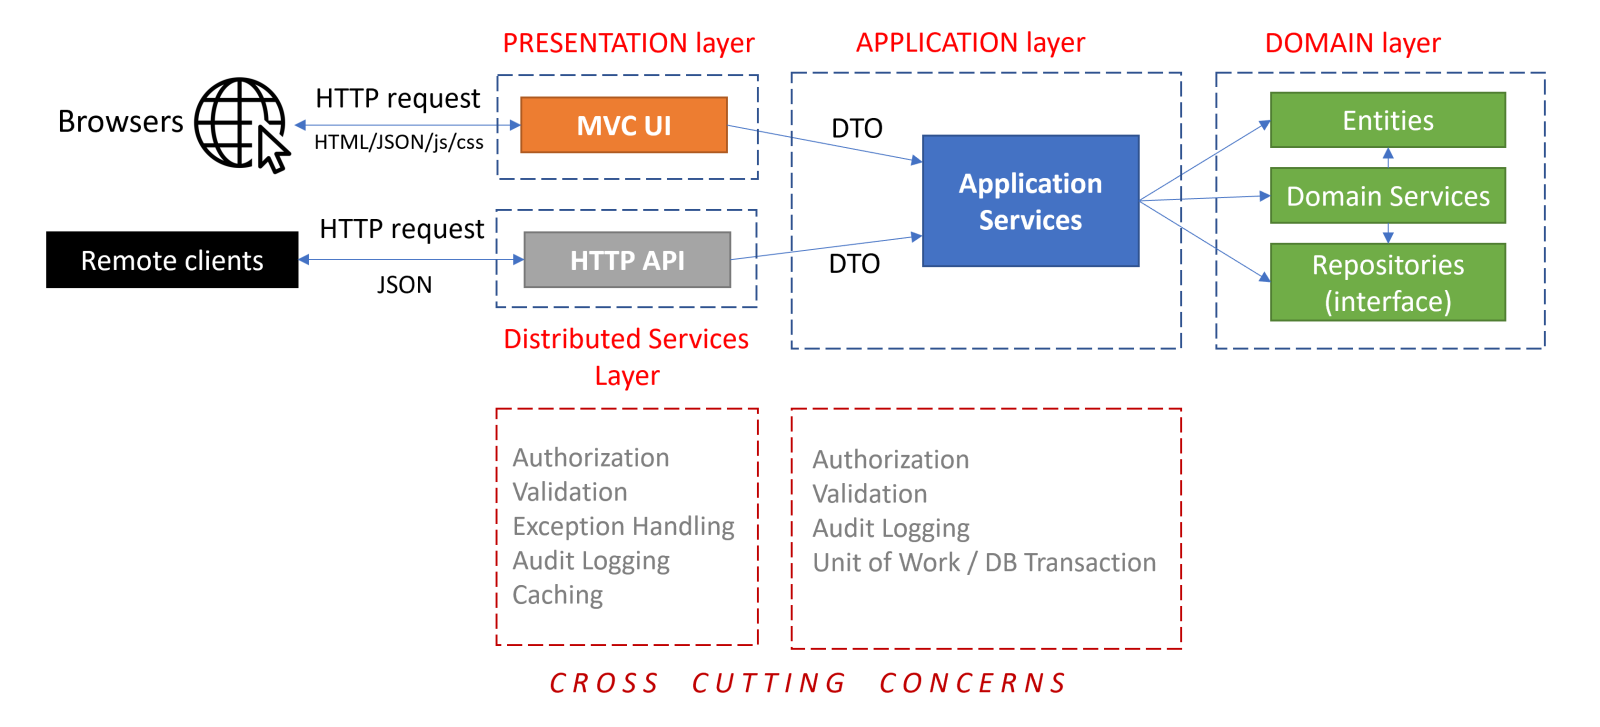 PRESENTATION layer
APPLICATION layer
DOMAIN layer
Browsers
HTTP request
HTML/JSON/js/css
MVC UI
DTO
Application
Services
Entities
Domain Services
Repositories
(interface)
Remote clients
HTTP request
JSON
HTTP API
DTO
Distributed Services
Layer
Authorization
Validation
Exception Handling
Audit Logging
Caching
Authorization
Validation
Audit Logging
Unit of Work / DB Transaction
CROSS CUTTING CONCERNS